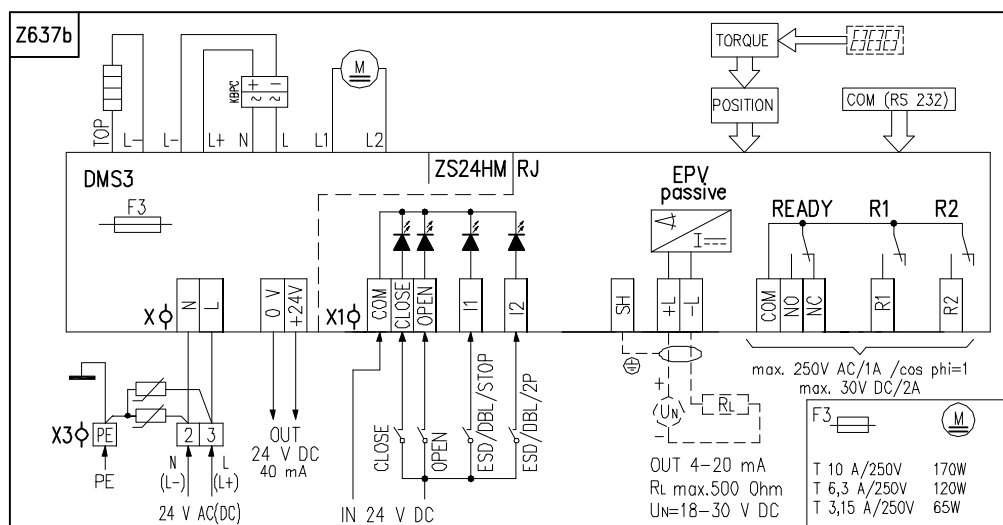 Z637b
TORQUE
POSITION
COM (RS 232)
KBPC
+ −
~ ~
M
TOP
L−
L−
L+
N
L
L1
L2
DMS3
F3
ZS24HM
RJ
EPV
passive
I
READY
R1
R2
X
N
L
0 V
+24V
X1
COM
CLOSE
OPEN
I1
I2
SH
+L
−L
COM
NO
NC
R1
R2
max. 250V AC/1A /cos phi=1
max. 30V DC/2A
X3
PE
2
3
PE
N
(L−)
L
(L+)
24 V AC(DC)
OUT
24 V DC
40 mA
CLOSE
OPEN
ESD/DBL/STOP
ESD/DBL/2P
IN 24 V DC
+
UN
−
RL
OUT 4−20 mA
RL max.500 Ohm
UN=18−30 V DC
F3
M
T 10 A/250V 170W
T 6,3 A/250V 120W
T 3,15 A/250V 65W